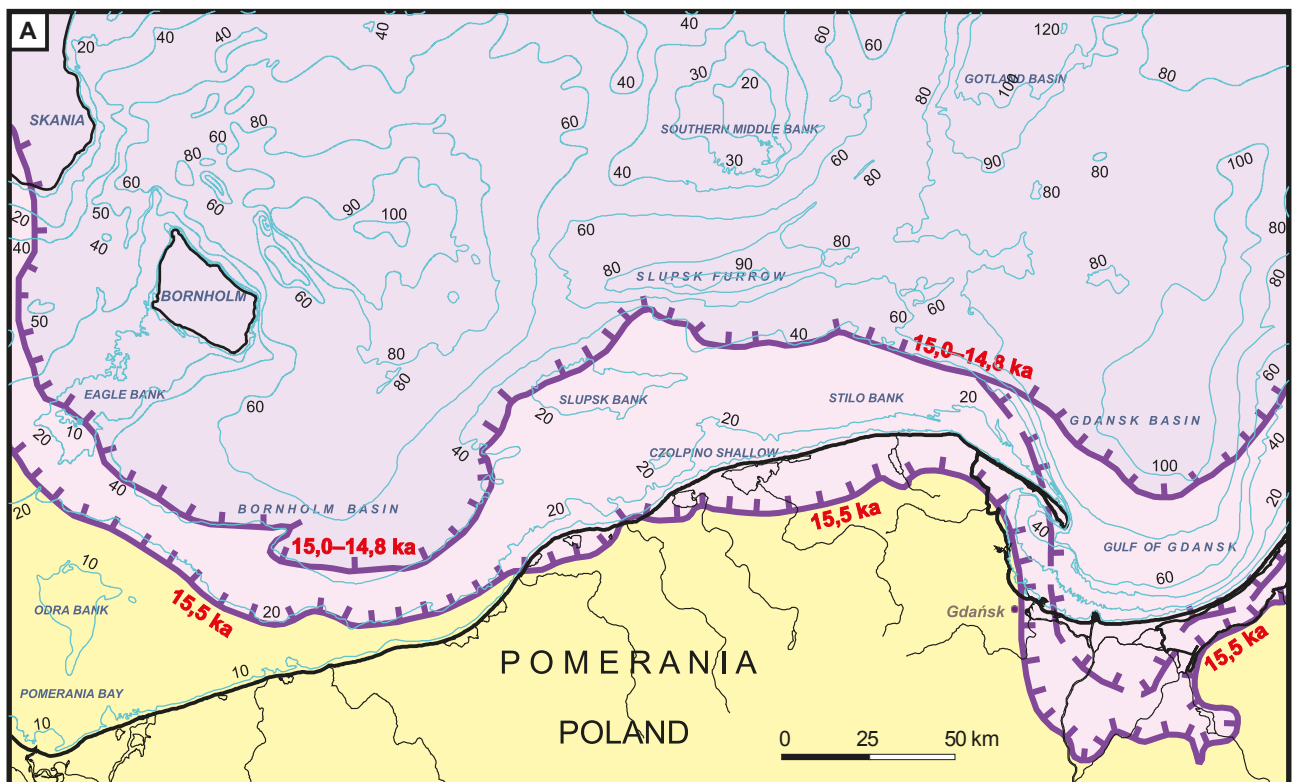 A
20
40
40
40
40
120
60
60
80
30
20
40
GOTLAND BASIN
100
80
SKANIA
60
80
60
80
SOUTHERN MIDDLE BANK
60
30
90
80
100
60
40
80
80
50
60
90
100
20
40
40
60
80
80
80
BORNHOLM
60
80
90
SLUPSK FURROW
80
80
50
60
60
40
15,0–14,8 ka
80
80
60
EAGLE BANK
60
SLUPSK BANK
STILO BANK
20
20
20
GDANSK BASIN
20
10
40
40
CZOLPINO SHALLOW
20
100
40
20
20
BORNHOLM BASIN
20
15,5 ka
40
15,0–14,8 ka
GULF OF GDANSK
10
60
ODRA BANK
15,5 ka
20
Gdańsk
15,5 ka
POMERANIA
10
POMERANIA BAY
10
POLAND
0 25 50 km